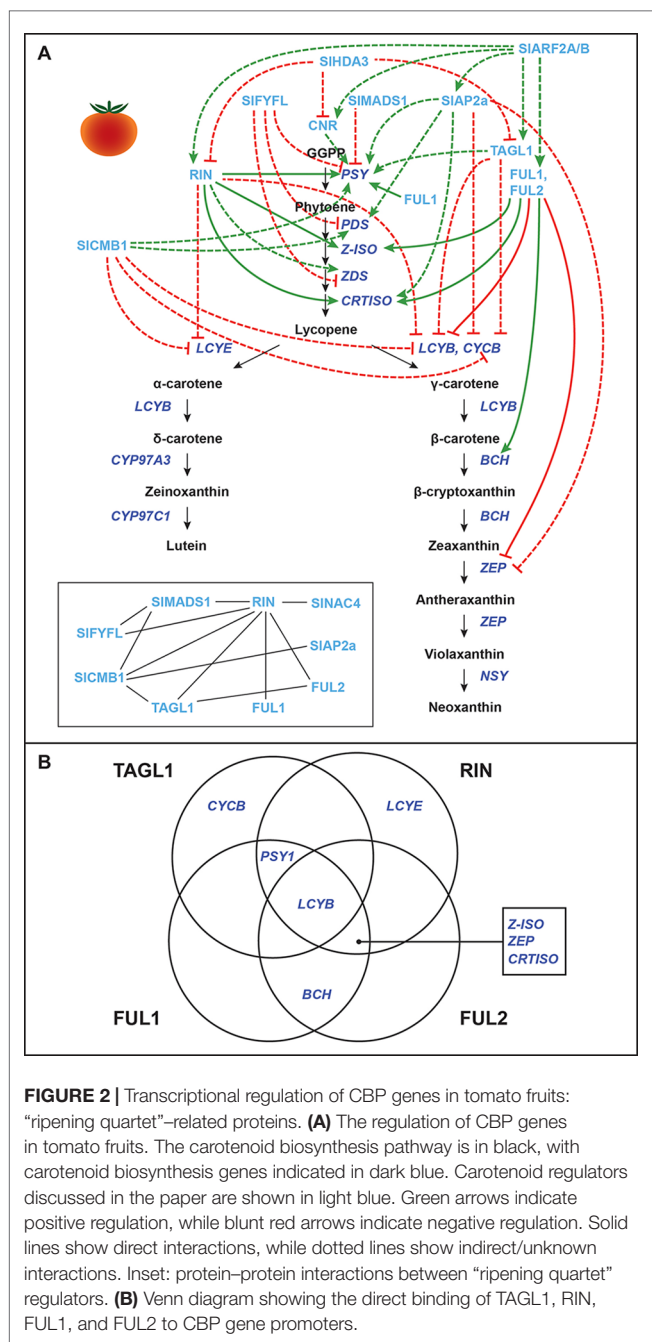 A
SlARF2A/B
SlHDA3
SlFYFL
SlMADS1
SlAP2a
CNR
GGPP
TAGL1
RIN
PSY
FUL1
FUL1,
FUL2
Phytoene
PDS
SlCMB1
Z-ISO
ZDS
CRTISO
Lycopene
LCYE
LCYB, CYCB
α-carotene
γ-carotene
LCYB
LCYB
δ-carotene
β-carotene
CYP97A3
BCH
Zeinoxanthin
β-cryptoxanthin
CYP97C1
BCH
Lutein
Zeaxanthin
ZEP
Antheraxanthin
ZEP
Violaxanthin
NSY
Neoxanthin
SlMADS1
RIN
SlNAC4
SlFYFL
SlAP2a
SlCMB1
FUL2
TAGL1
FUL1
B
TAGL1
RIN
CYCB
LCYE
PSY1
LCYB
Z-ISO
ZEP
CRTISO
BCH
FUL1
FUL2
FIGURE 2 | Transcriptional regulation of CBP genes in tomato fruits:
“ripening quartet”–related proteins. (A) The regulation of CBP genes
in tomato fruits. The carotenoid biosynthesis pathway is in black, with
carotenoid biosynthesis genes indicated in dark blue. Carotenoid regulators
discussed in the paper are shown in light blue. Green arrows indicate
positive regulation, while blunt red arrows indicate negative regulation. Solid
lines show direct interactions, while dotted lines show indirect/unknown
interactions. Inset: protein–protein interactions between “ripening quartet”
regulators. (B) Venn diagram showing the direct binding of TAGL1, RIN,
FUL1, and FUL2 to CBP gene promoters.